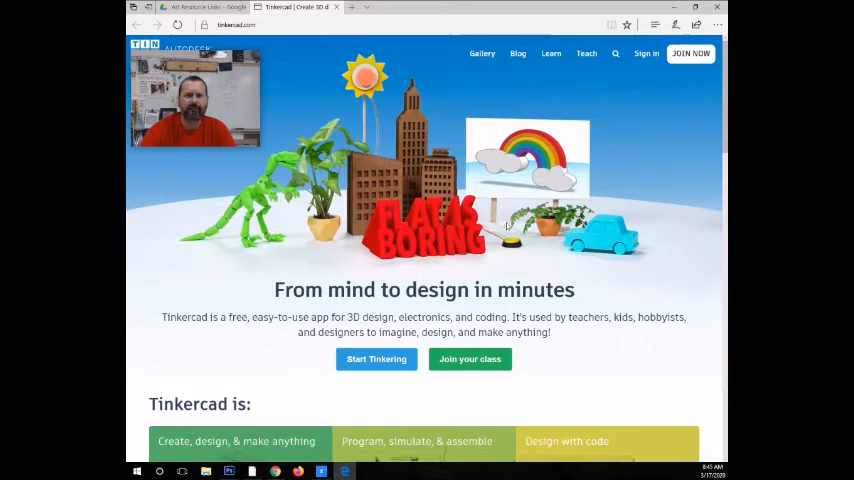 Art Resource Links - Google
Tinkercad | Create 3D d
tinkercad.com
TIN
AUTODESK
Gallery Blog Learn Teach Sign in JOIN NOW
FLAT IS
BORING
From mind to design in minutes
Tinkercad is a free, easy-to-use app for 3D design, electronics, and coding. It's used by teachers, kids, hobbyists,
and designers to imagine, design, and make anything!
Start Tinkering Join your class
Tinkercad is:
Create, design, & make anything Program, simulate, & assemble Design with code
8:45 AM
3/17/2020